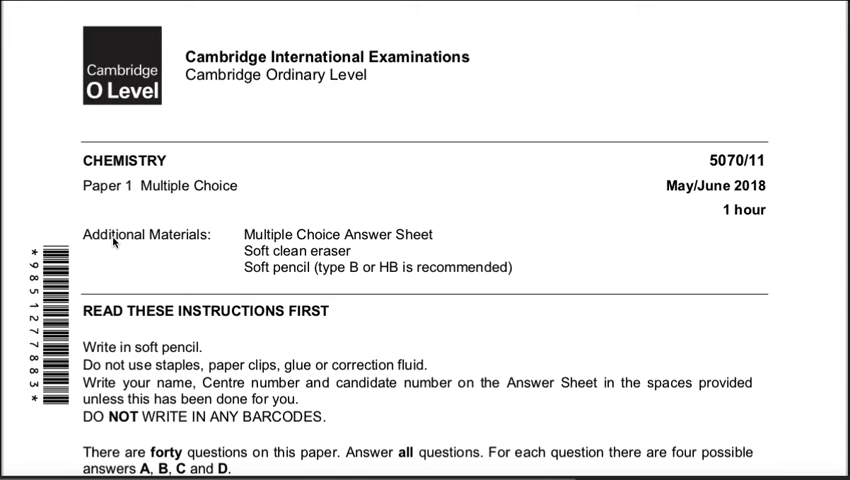 Cambridge
O Level
Cambridge International Examinations
Cambridge Ordinary Level
CHEMISTRY 5070/11
Paper 1 Multiple Choice May/June 2018
1 hour
Additional Materials: Multiple Choice Answer Sheet
Soft clean eraser
Soft pencil (type B or HB is recommended)
*9851277883*
READ THESE INSTRUCTIONS FIRST
Write in soft pencil.
Do not use staples, paper clips, glue or correction fluid.
Write your name, Centre number and candidate number on the Answer Sheet in the spaces provided
unless this has been done for you.
DO NOT WRITE IN ANY BARCODES.
There are forty questions on this paper. Answer all questions. For each question there are four possible
answers A, B, C and D.